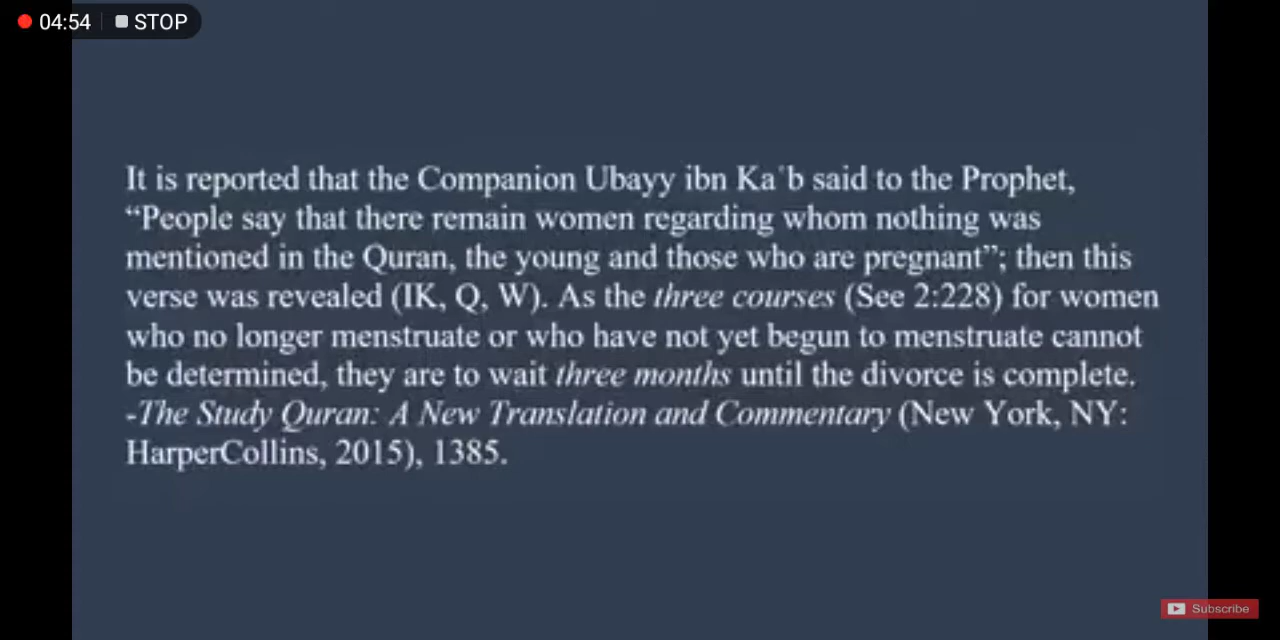 04:54 STOP
It is reported that the Companion Ubayy ibn Kaʿb said to the Prophet,
“People say that there remain women regarding whom nothing was
mentioned in the Quran, the young and those who are pregnant”; then this
verse was revealed (IK, Q, W). As the three courses (See 2:228) for women
who no longer menstruate or who have not yet begun to menstruate cannot
be determined, they are to wait three months until the divorce is complete.
-The Study Quran: A New Translation and Commentary (New York, NY:
HarperCollins, 2015), 1385.
Subscribe